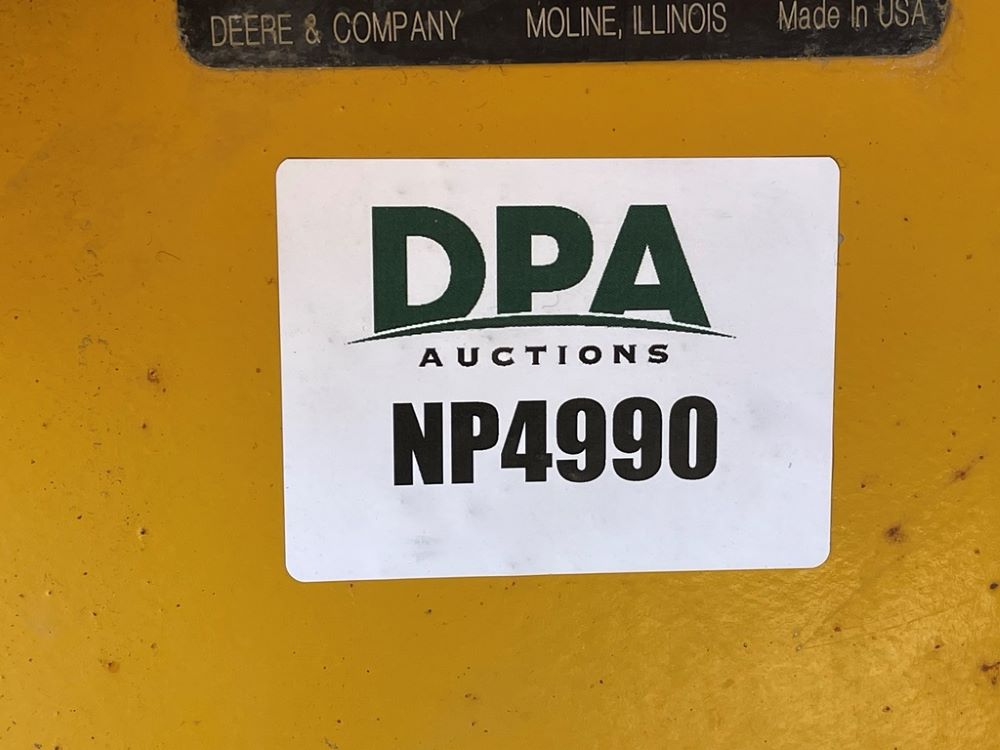 DEERE & COMPANY MOLINE, ILLINOIS Made In USA
DPA
AUCTIONS
NP4990